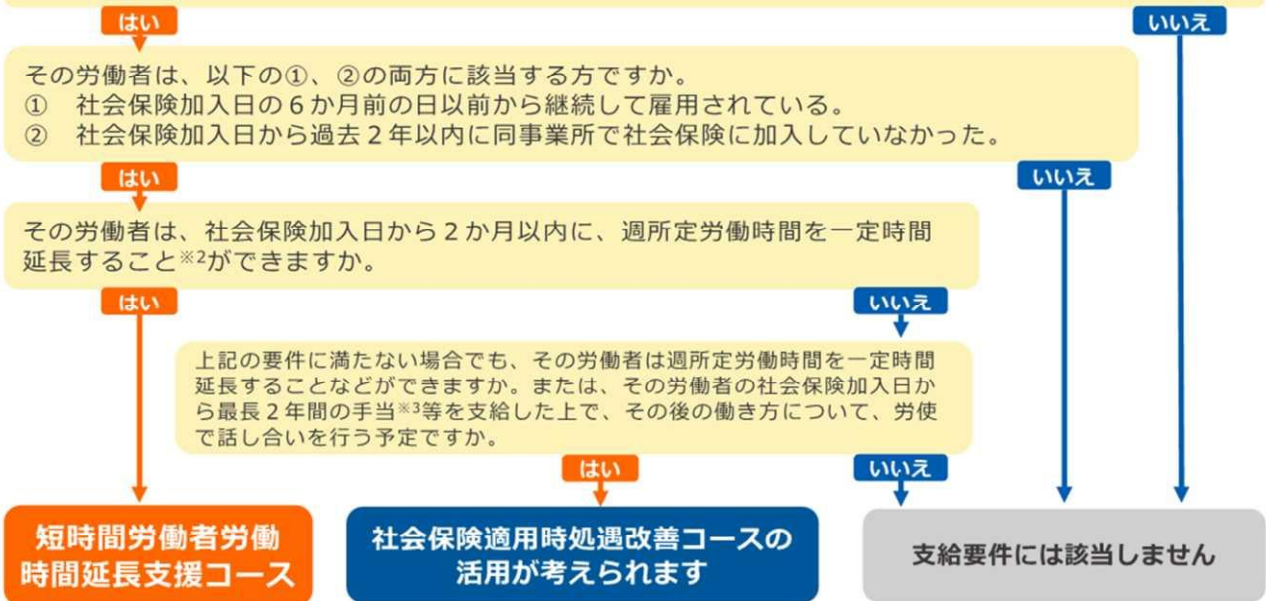 はい
いいえ
その労働者は、以下の①、②の両方に該当する方ですか。
① 社会保険加入日の６か月前の日以前から継続して雇用されている。
② 社会保険加入日から過去２年以内に同事業所で社会保険に加入していなかった。
はい
いいえ
その労働者は、社会保険加入日から２か月以内に、週所定労働時間を一定時間
延長すること※2ができますか。
はい
いいえ
上記の要件に満たない場合でも、その労働者は週所定労働時間を一定時間
延長することなどができますか。または、その労働者の社会保険加入日か
ら最長２年間の手当※3等を支給した上で、その後の働き方について、労使
で話し合いを行う予定ですか。
はい
いいえ
短時間労働者労働
時間延長支援コース
社会保険適用時処遇改善コースの
活用が考えられます
支給要件には該当しません